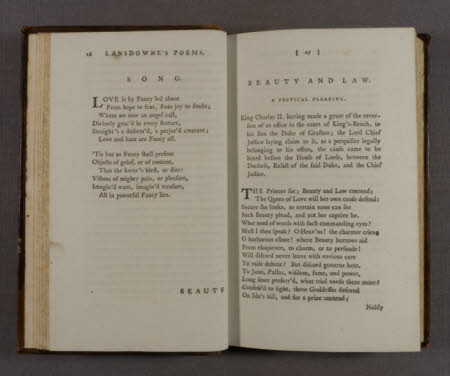 26 LANSDOWNE'S POEMS.
SONG.
LOVE is by Fancy led about
From hope to fear, from joy to doubt;
Whom we now an angel call,
Divinely grac'd in every feature,
Straight's a deform'd, a perjur'd creature;
Love and hate are Fancy all.
'Tis but as Fancy shall present
Objects of grief, or of content,
That the lover's blest, or dies:
Visions of mighty pain, or pleasure,
Imagin'd want, imagin'd treasure,
All in powerful Fancy lies.
BEAUTY
[ 27 ]
BEAUTY AND LAW.
A POETICAL PLEADING.
King Charles II. having made a grant of the rever-
sion of an office in the court of King's-Bench, to
his son the Duke of Grafton; the Lord Chief
Justice laying claim to it, as a perquisite legally
belonging to his office, the cause came to be
heard before the House of Lords, between the
Duchess, Relict of the said Duke, and the Chief
Justice.
THE Princes sat; Beauty and Law contend;
The Queen of Love will her own cause defend:
Secure she looks, as certain none can see
Such Beauty plead, and not her captive be.
What need of words with such commanding eyes?
Must I then speak? O Heav'ns! the charmer cries;
O barbarous clime! where Beauty borrows aid
From eloquence, to charm, or to persuade!
Will discord never leave with envious care
To raise debate? But discord governs here.
To Juno, Pallas, wisdom, fame, and power,
Long since preferr'd, what trial needs there more?
Confess'd to sight, three Goddesses descend
On Ida's hill, and for a prize contend;
Nobly